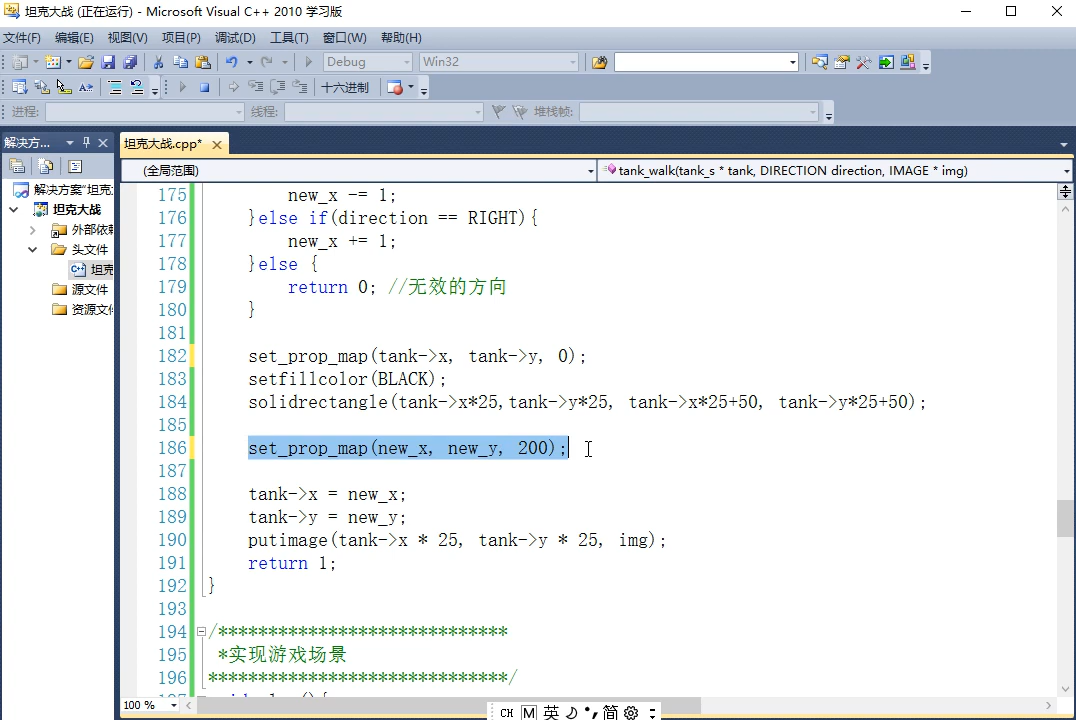 坦克大战 (正在运行) - Microsoft Visual C++ 2010 学习版
文件(F) 编辑(E) 视图(V) 项目(P) 调试(D) 工具(T) 窗口(W) 帮助(H)
Debug Win32
十六进制
进程: 线程: 堆栈帧:
解决方... 坦克大战.cpp*
(全局范围) tank_walk(tank_s * tank, DIRECTION direction, IMAGE * img)
解决方案"坦克
坦克大战
外部依赖
头文件
坦克
源文件
资源文件
175 new_x -= 1;
176 }else if(direction == RIGHT){
177 new_x += 1;
178 }else {
179 return 0; //无效的方向
180 }
181
182 set_prop_map(tank->x, tank->y, 0);
183 setfillcolor(BLACK);
184 solidrectangle(tank->x*25,tank->y*25, tank->x*25+50, tank->y*25+50);
185
186 set_prop_map(new_x, new_y, 200);
187
188 tank->x = new_x;
189 tank->y = new_y;
190 putimage(tank->x * 25, tank->y * 25, img);
191 return 1;
192 }
193
194 /*****************************
195 *实现游戏场景
196 ******************************/
100 %
CH M 英 简